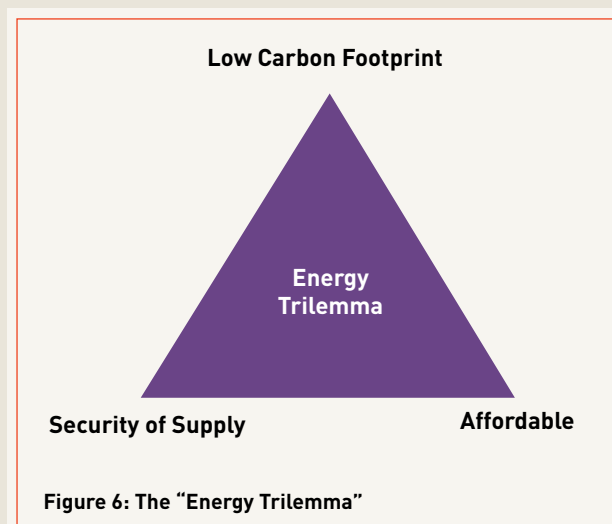 Low Carbon Footprint
Energy
Trilemma
Security of Supply
Affordable
Figure 6: The “Energy Trilemma”